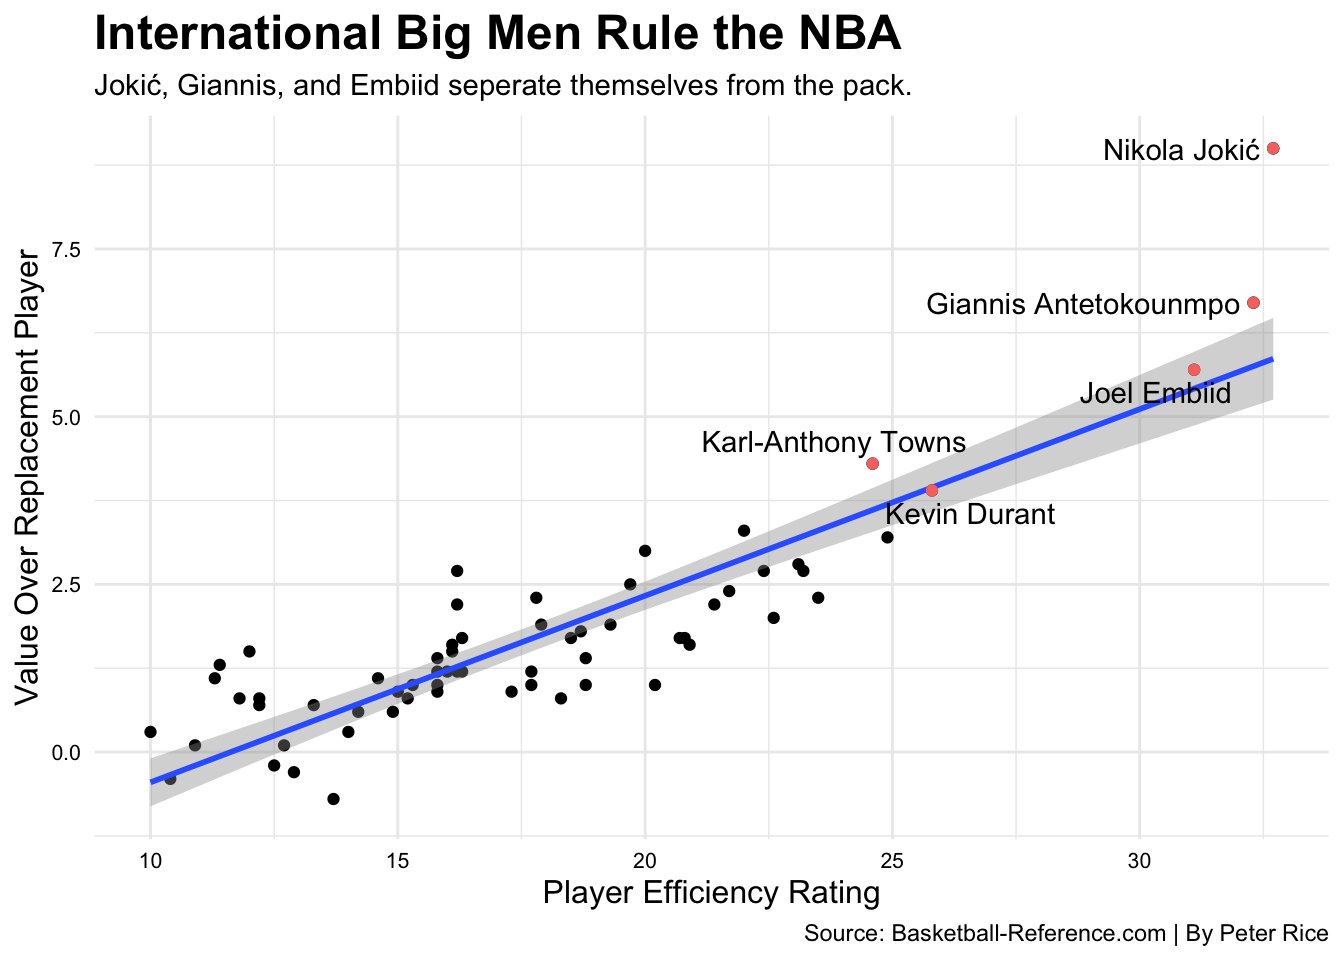 International Big Men Rule the NBA
Jokić, Giannis, and Embiid seperate themselves from the pack.
Nikola Jokić
7.5
Giannis Antetokounmpo
Joel Embiid
5.0
Karl-Anthony Towns
Kevin Durant
2.5
0.0
Value Over Replacement Player
10 15 20 25 30
Player Efficiency Rating
Source: Basketball-Reference.com | By Peter Rice